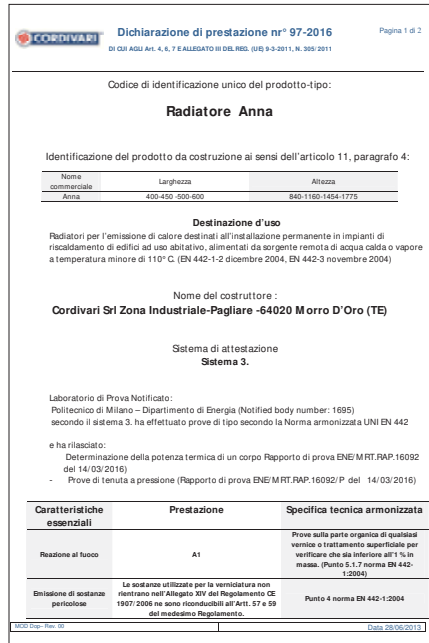 CORDIVARI
Dichiarazione di prestazione nr° 97-2016
Pagina 1 di 2
DI CUI AGLI Art. 4, 6, 7 E ALLEGATO III DEL REG. (UE) 9-3-2011, N. 305/2011
Codice di identificazione unico del prodotto-tipo:
Radiatore Anna
Identificazione del prodotto da costruzione ai sensi dell'articolo 11, paragrafo 4:
Nome commerciale Larghezza Altezza
Anna 400-450 -500-600 840-1160-1454-1775
Destinazione d'uso
Radiatori per l'emissione di calore destinati all'installazione permanente in impianti di
riscaldamento di edifici ad uso abitativo, alimentati da sorgente remota di acqua calda o vapore
a temperatura minore di 110°C. (EN 442-1-2 dicembre 2004, EN 442-3 novembre 2004)
Nome del costruttore :
Cordivari Srl Zona Industriale-Pagliare -64020 Morro D'Oro (TE)
Sistema di attestazione
Sistema 3.
Laboratorio di Prova Notificato:
Politecnico di Milano – Dipartimento di Energia (Notified body number: 1695)
secondo il sistema 3. ha effettuato prove di tipo secondo la Norma armonizzata UNI EN 442
e ha rilasciato:
Determinazione della potenza termica di un corpo Rapporto di prova ENE/MRT.RAP.16092
del 14/03/2016)
- Prove di tenuta a pressione (Rapporto di prova ENE/MRT.RAP.16092/P del 14/03/2016)
Caratteristiche essenziali Prestazione Specifica tecnica armonizzata
Reazione al fuoco
A1
Prove sulla parte organica di qualsiasi
vernice o trattamento superficiale per
verificare che sia inferiore all'1 % in
massa. (Punto 5.1.7 norma EN 442-
1:2004)
Emissione di sostanze
pericolose
Le sostanze utilizzate per la verniciatura non
rientrano nell'Allegato XIV del Regolamento CE
1907/2006 ne sono riconducibili all'Artt. 57 e 59
del medesimo Regolamento.
Punto 4 norma EN 442-1:2004
MOD Dop– Rev. 00
Data 28/06/2013